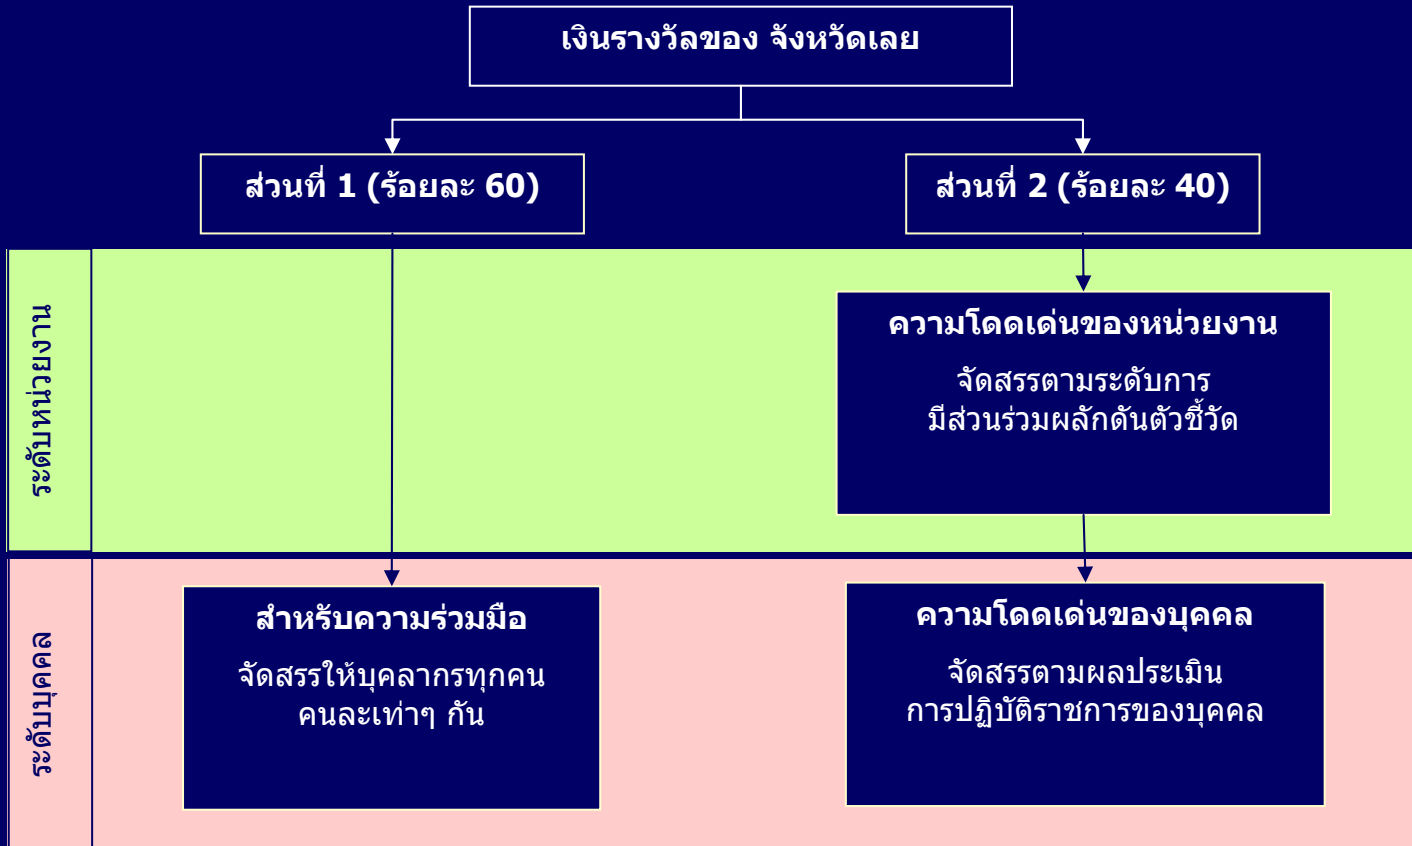 เงินรางวัลของ จังหวัดเลย
ส่วนที่ 1 (ร้อยละ 60)
ส่วนที่ 2 (ร้อยละ 40)
ระดับหน่วยงาน
ความโดดเด่นของหน่วยงาน
จัดสรรตามระดับการ
มีส่วนร่วมผลักดันตัวชี้วัด
ระดับบุคคล
สำหรับความร่วมมือ
จัดสรรให้บุคลากรทุกคน
คนละเท่าๆ กัน
ความโดดเด่นของบุคคล
จัดสรรตามผลประเมิน
การปฏิบัติราชการของบุคคล